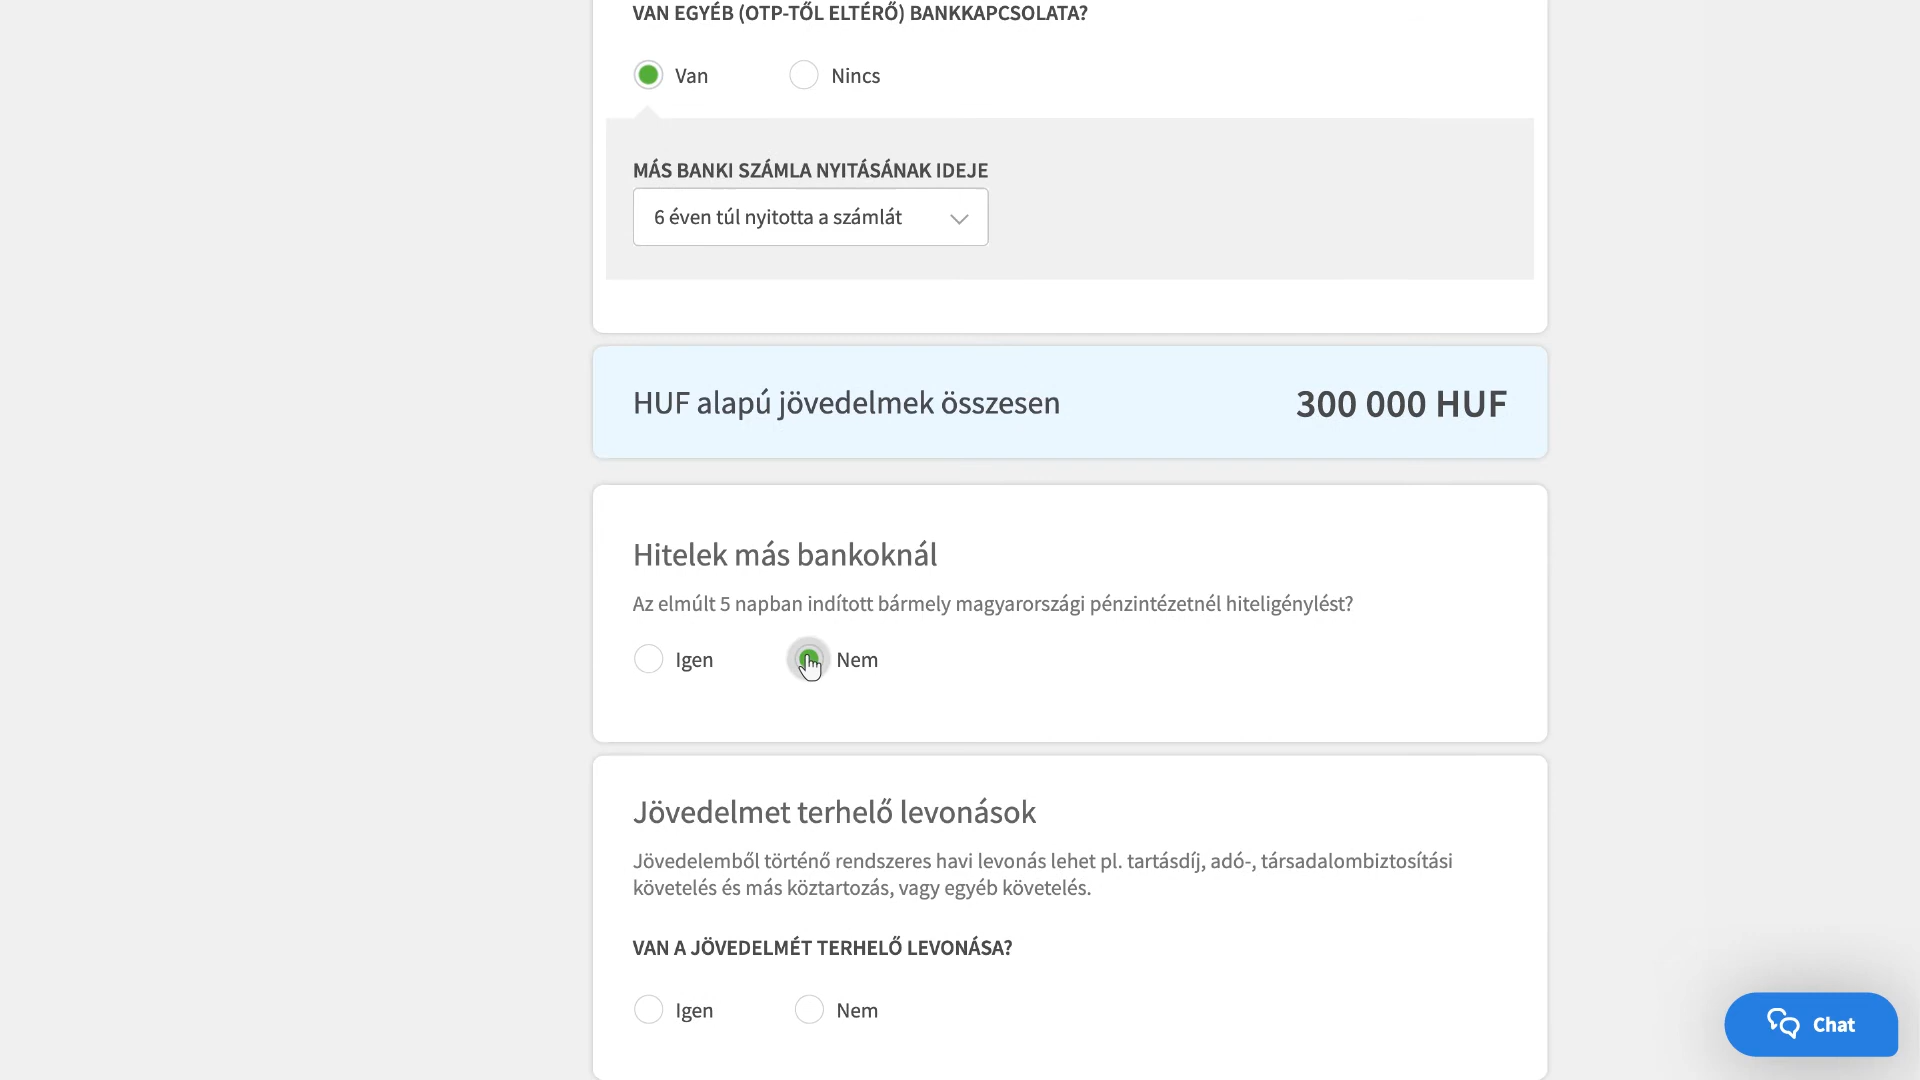 VAN EGYÉB (OTP-TŐL ELTÉRŐ) BANKKAPCSOLATA?
Van Nincs
MÁS BANKI SZÁMLA NYITÁSÁNAK IDEJE
6 éven túl nyitotta a számlát
HUF alapú jövedelmek összesen 300 000 HUF
Hitelek más bankoknál
Az elmúlt 5 napban indított bármely magyarországi pénzintézetnél hiteligénylést?
Igen Nem
Jövedelmet terhelő levonások
Jövedelemből történő rendszeres havi levonás lehet pl. tartásdíj, adó-, társadalombiztosítási
követelés és más köztartozás, vagy egyéb követelés.
VAN A JÖVEDELMÉT TERHELŐ LEVONÁSA?
Igen Nem
Chat